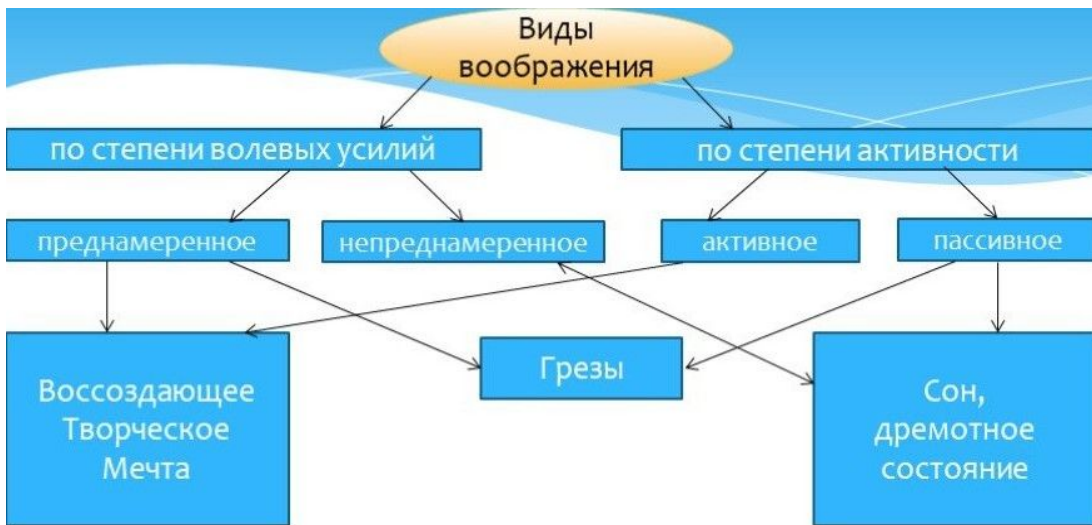 Виды
воображения
по степени волевых усилий
по степени активности
преднамеренное
непреднамеренное
активное
пассивное
Воссоздающее
Творческое
Мечта
Грезы
Сон,
дремотное
состояние